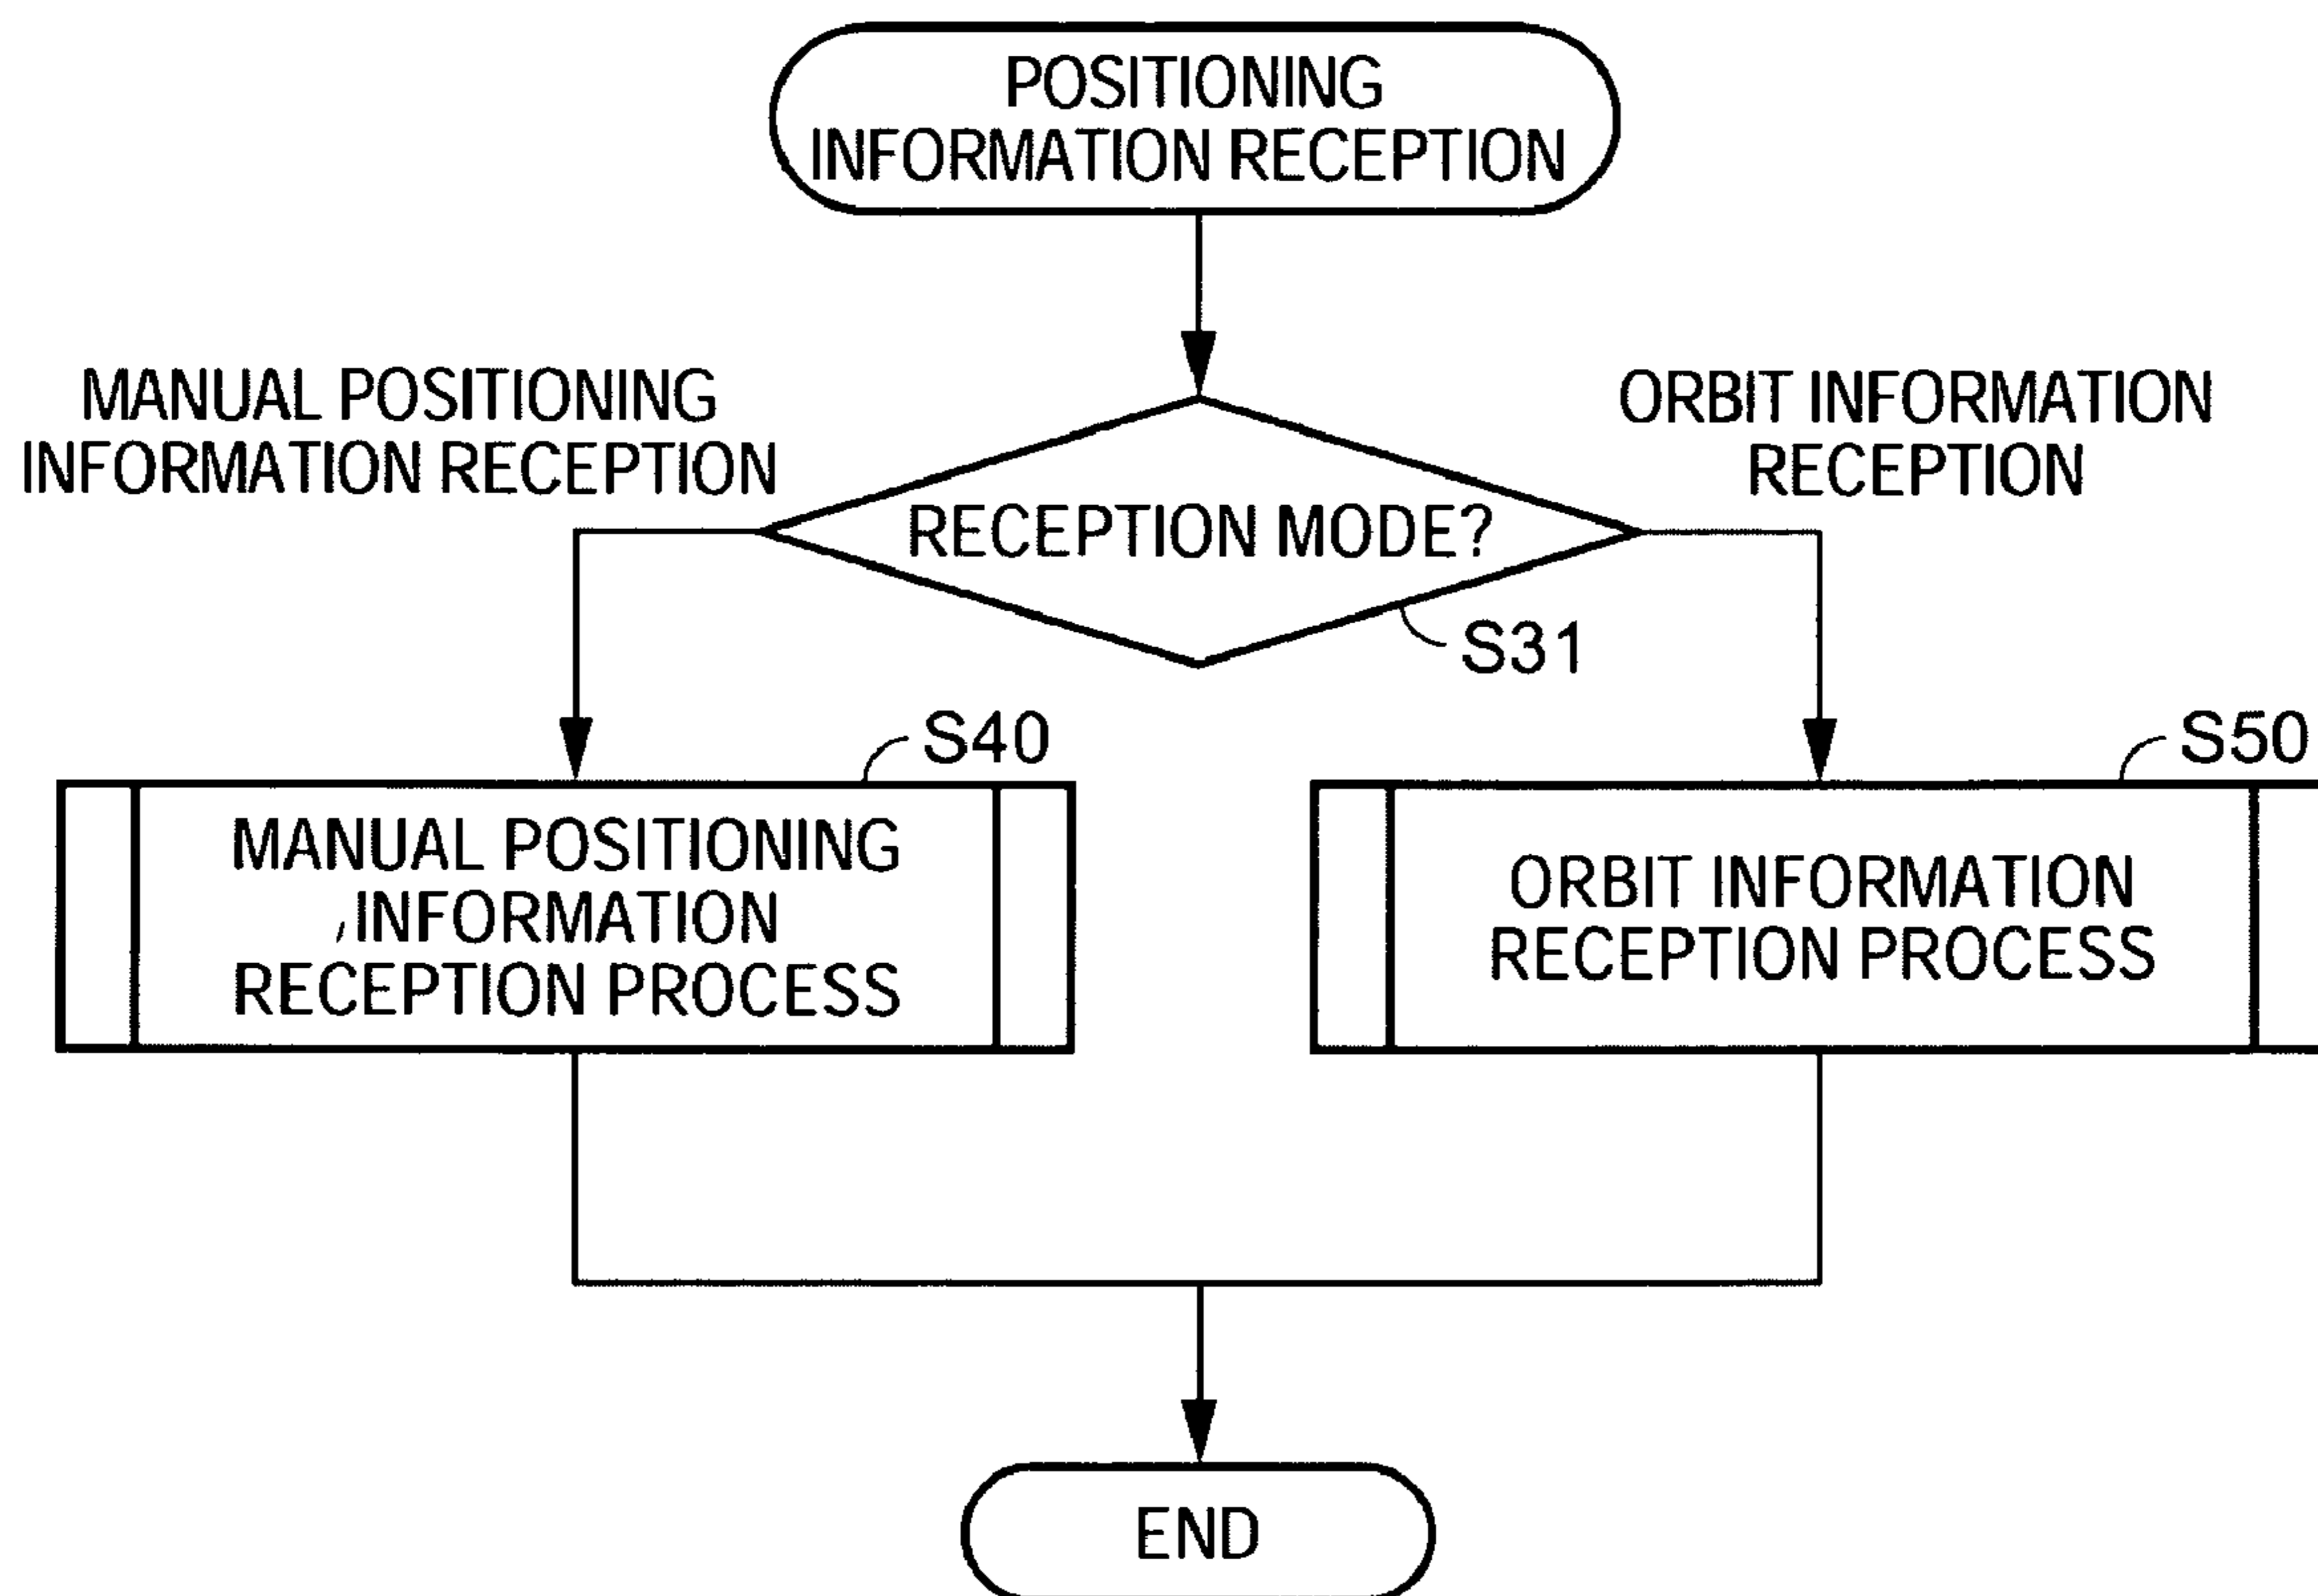 POSITIONING
INFORMATION RECEPTION
MANUAL POSITIONING
INFORMATION RECEPTION
ORBIT INFORMATION
RECEPTION
RECEPTION MODE?
S31
S40
S50
MANUAL POSITIONING
INFORMATION
RECEPTION PROCESS
ORBIT INFORMATION
RECEPTION PROCESS
END